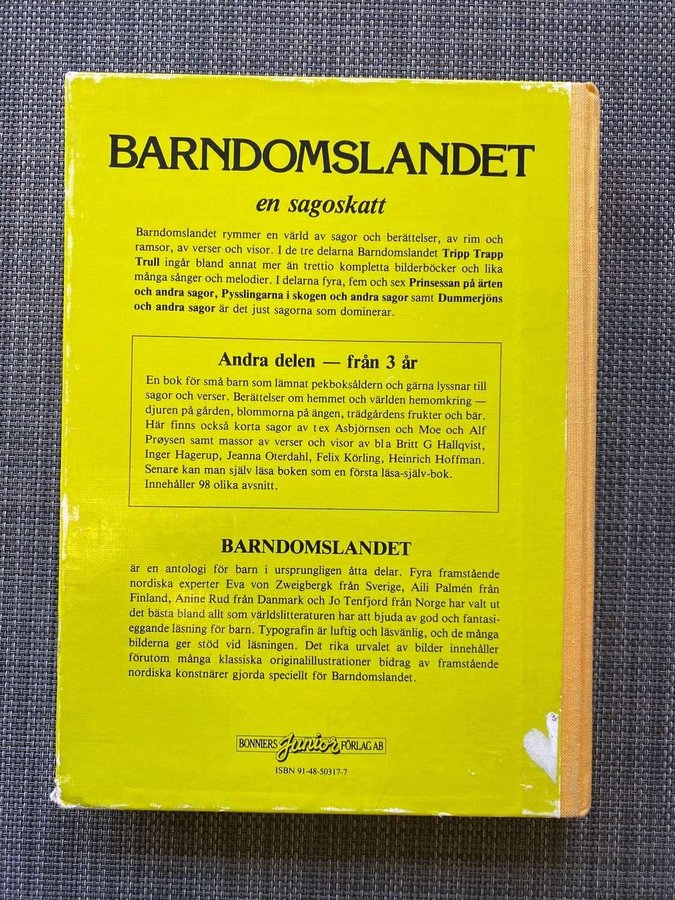 BARNDOMSLANDET
en sagoskatt
Barndomslandet rymmer en värld av sagor och berättelser, av rim och
ramsor, av verser och visor. I de tre delarna Barndomslandet Tripp Trapp
Trull ingår bland annat mer än trettio kompletta bilderböcker och lika
många sånger och melodier. I delarna fyra, fem och sex Prinsessan på ärten
och andra sagor, Pysslingarna i skogen och andra sagor samt Dummerjöns
och andra sagor är det just sagorna som dominerar.
Andra delen — från 3 år
En bok för små barn som lämnat pekboksåldern och gärna lyssnar till
sagor och verser. Berättelser om hemmet och världen hemomkring —
djuren på gården, blommorna på ängen, trädgårdens frukter och bär.
Här finns också korta sagor av t ex Asbjörnsen och Moe och Alf
Prøysen samt massor av verser och visor av bl a Britt G Hallqvist,
Inger Hagerup, Jeanna Oterdahl, Felix Körling, Heinrich Hoffman.
Senare kan man själv läsa boken som en första läsa-själv-bok.
Innehåller 98 olika avsnitt.
BARNDOMSLANDET
är en antologi för barn i ursprungligen åtta delar. Fyra framstående
nordiska experter Eva von Zweigbergk från Sverige, Aili Palmén från
Finland, Anine Rud från Danmark och Jo Tenfjord från Norge har valt ut
det bästa bland allt som världslitteraturen har att bjuda av god och fantasi-
eggande läsning för barn. Typografin är luftig och läsvänlig, och de många
bilderna ger stöd vid läsningen. Det rika urvalet av bilder innehåller
förutom många klassiska originalillustrationer bidrag av framstående
nordiska konstnärer gjorda speciellt för Barndomslandet.
BONNIERS Junior FÖRLAG AB
ISBN 91-48-50317-7